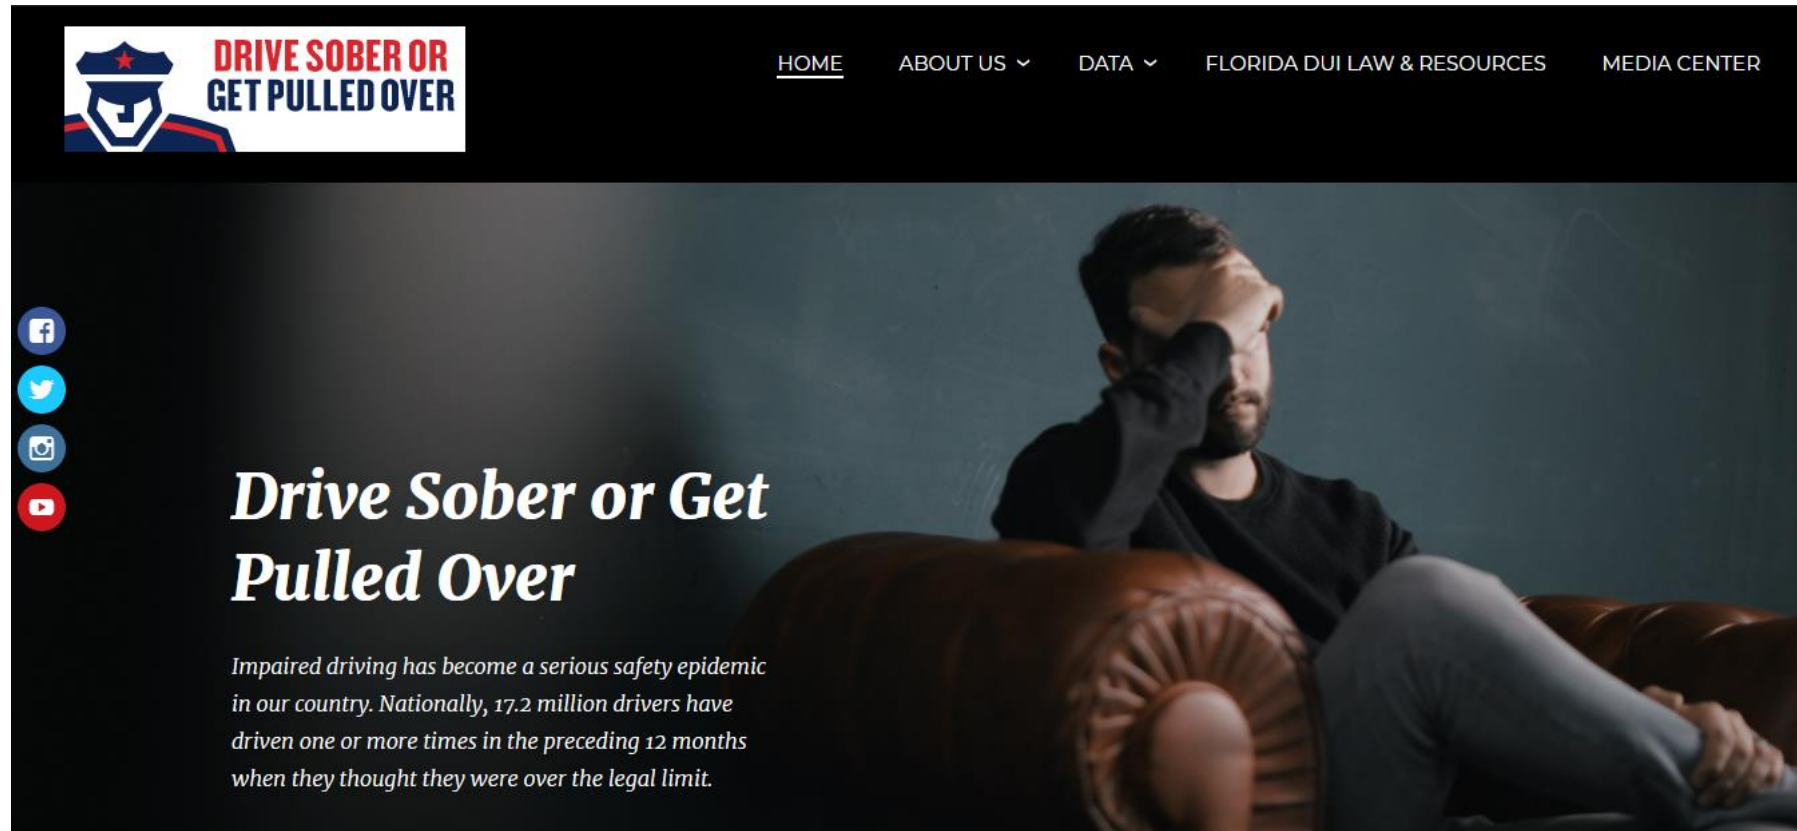 DRIVE SOBER OR
GET PULLED OVER
HOME
ABOUT US
DATA
FLORIDA DUI LAW & RESOURCES
MEDIA CENTER
Drive Sober or Get
Pulled Over
Impaired driving has become a serious safety epidemic
in our country. Nationally, 17.2 million drivers have
driven one or more times in the preceding 12 months
when they thought they were over the legal limit.